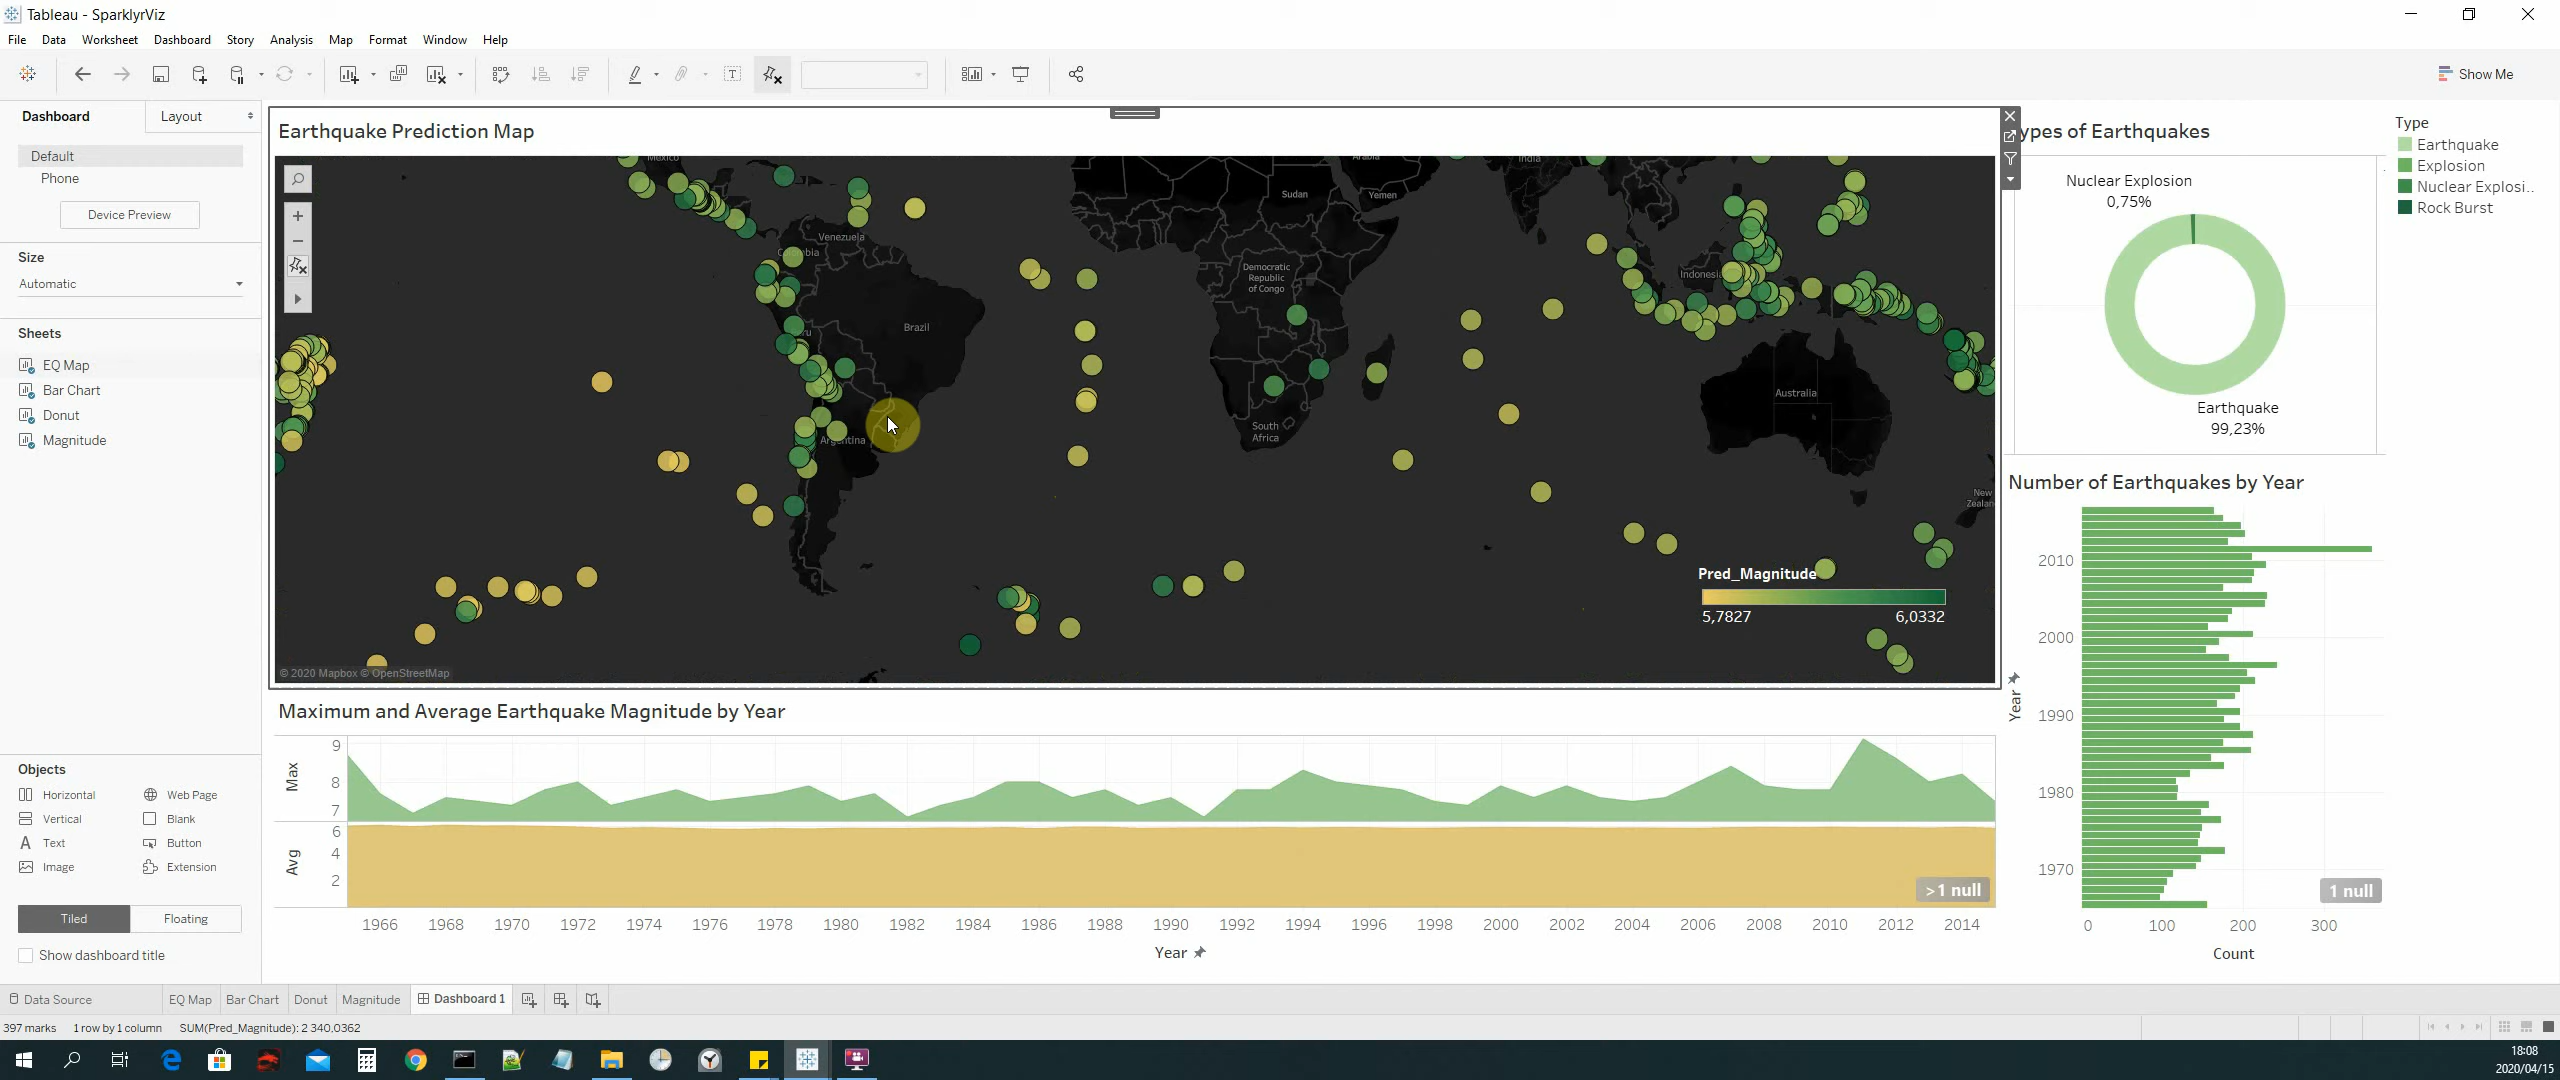 Tableau - SparklyrViz
File Data Worksheet Dashboard Story Analysis Map Format Window Help
Show Me
Dashboard Layout
Default
Phone
Device Preview
Size
Automatic
Sheets
EQ Map
Bar Chart
Donut
Magnitude
Objects
Horizontal Web Page
Vertical Blank
Text Button
Image Extension
Tiled Floating
Show dashboard title
Earthquake Prediction Map
Mexico
Venezuela
Brazil
Argentina
Sudan
Yemen
Democratic
Republic
of Congo
South
Africa
India
Indonesia
Australia
New
Zealan
Pred_Magnitude
5,7827 6,0332
© 2020 Mapbox © OpenStreetMap
Maximum and Average Earthquake Magnitude by Year
Max
9
8
7
Avg
6
4
2
>1 null
1966 1968 1970 1972 1974 1976 1978 1980 1982 1984 1986 1988 1990 1992 1994 1996 1998 2000 2002 2004 2006 2008 2010 2012 2014
Year
ypes of Earthquakes
Nuclear Explosion
0,75%
Earthquake
99,23%
Type
Earthquake
Explosion
Nuclear Explosi..
Rock Burst
Number of Earthquakes by Year
Year
2010
2000
1990
1980
1970
1 null
0 100 200 300
Count
Data Source EQ Map Bar Chart Donut Magnitude Dashboard 1
397 marks 1 row by 1 column SUM(Pred_Magnitude): 2 340,0362
18:08
2020/04/15